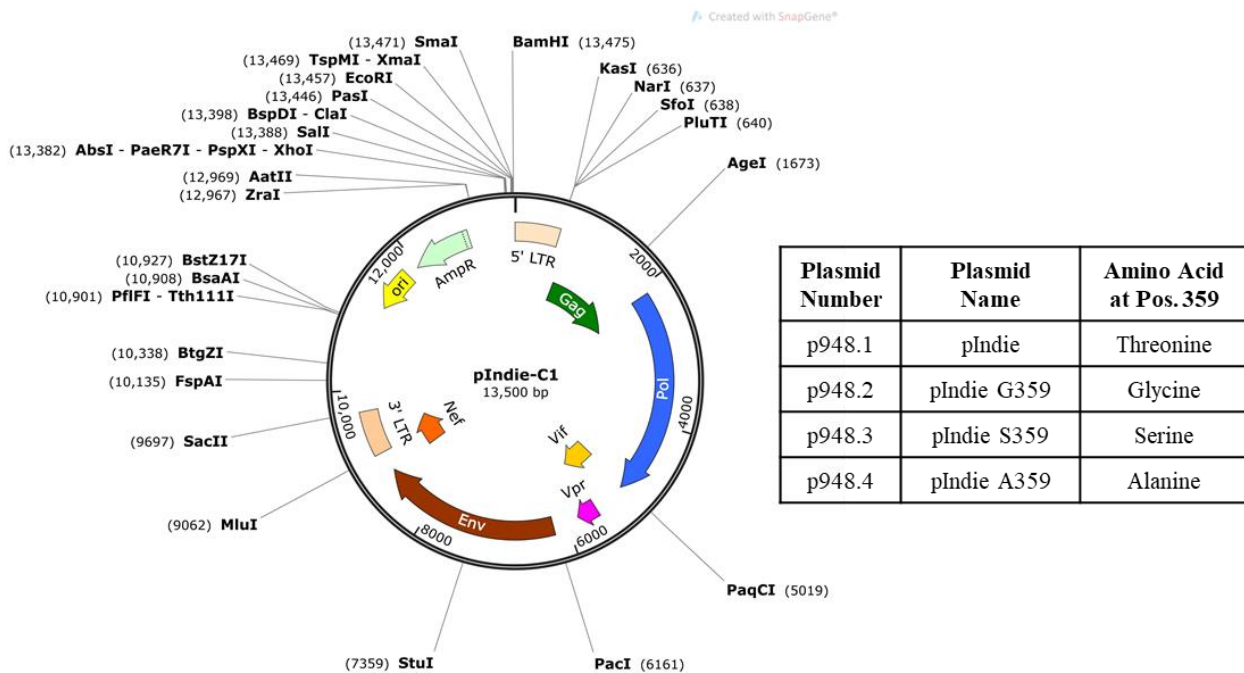 Created with SnapGene®
(13,471) SmaI
(13,469) TspMI - XmaI
(13,457) EcoRI
(13,446) PasI
(13,398) BspDI - ClaI
(13,388) SalI
(13,382) AbsI - PaeR7I - PspXI - XhoI
(12,969) AatII
(12,967) ZraI
(10,927) BstZ17I
(10,908) BsaAI
(10,901) PflFI - Tth111I
(10,338) BtgZI
(10,135) FspAI
(9697) SacII
(9062) MluI
(7359) StuI
BamHI (13,475)
KasI (636)
NarI (637)
SfoI (638)
PluTI (640)
AgeI (1673)
PaqCI (5019)
PacI (6161)
2000
4000
6000
8000
10,000
12,000
5' LTR
Gag
Pol
Vif
Vpr
Env
Nef
3' LTR
ori
AmpR
pIndie-C1
13,500 bp
Plasmid Number Plasmid Name Amino Acid at Pos. 359
p948.1 pIndie Threonine
p948.2 pIndie G359 Glycine
p948.3 pIndie S359 Serine
p948.4 pIndie A359 Alanine